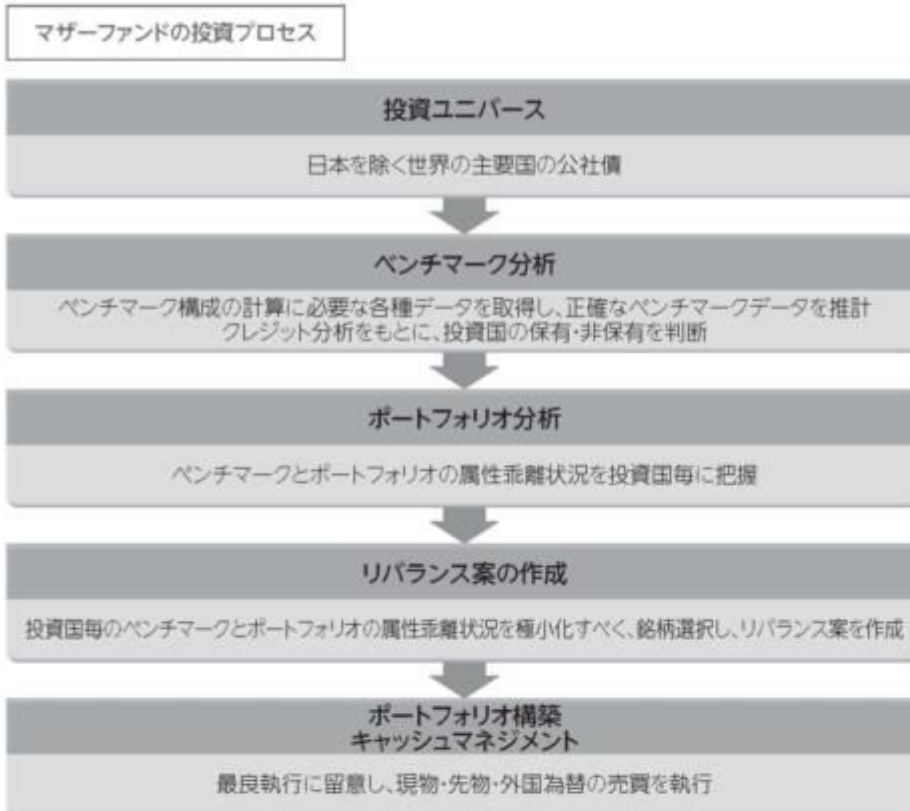 マザーファンドの投資プロセス
投資ユニバース
日本を除く世界の主要国の公社債
ベンチマーク分析
ベンチマーク構成の計算に必要な各種データを取得し、正確なベンチマークデータを推計
クレジット分析をもとに、投資国の保有・非保有を判断
ポートフォリオ分析
ベンチマークとポートフォリオの属性乖離状況を投資国毎に把握
リバランス案の作成
投資国毎のベンチマークとポートフォリオの属性乖離状況を極小化すべく、銘柄選択し、リバランス案を作成
ポートフォリオ構築
キャッシュマネジメント
最良執行に留意し、現物・先物・外国為替の売買を執行